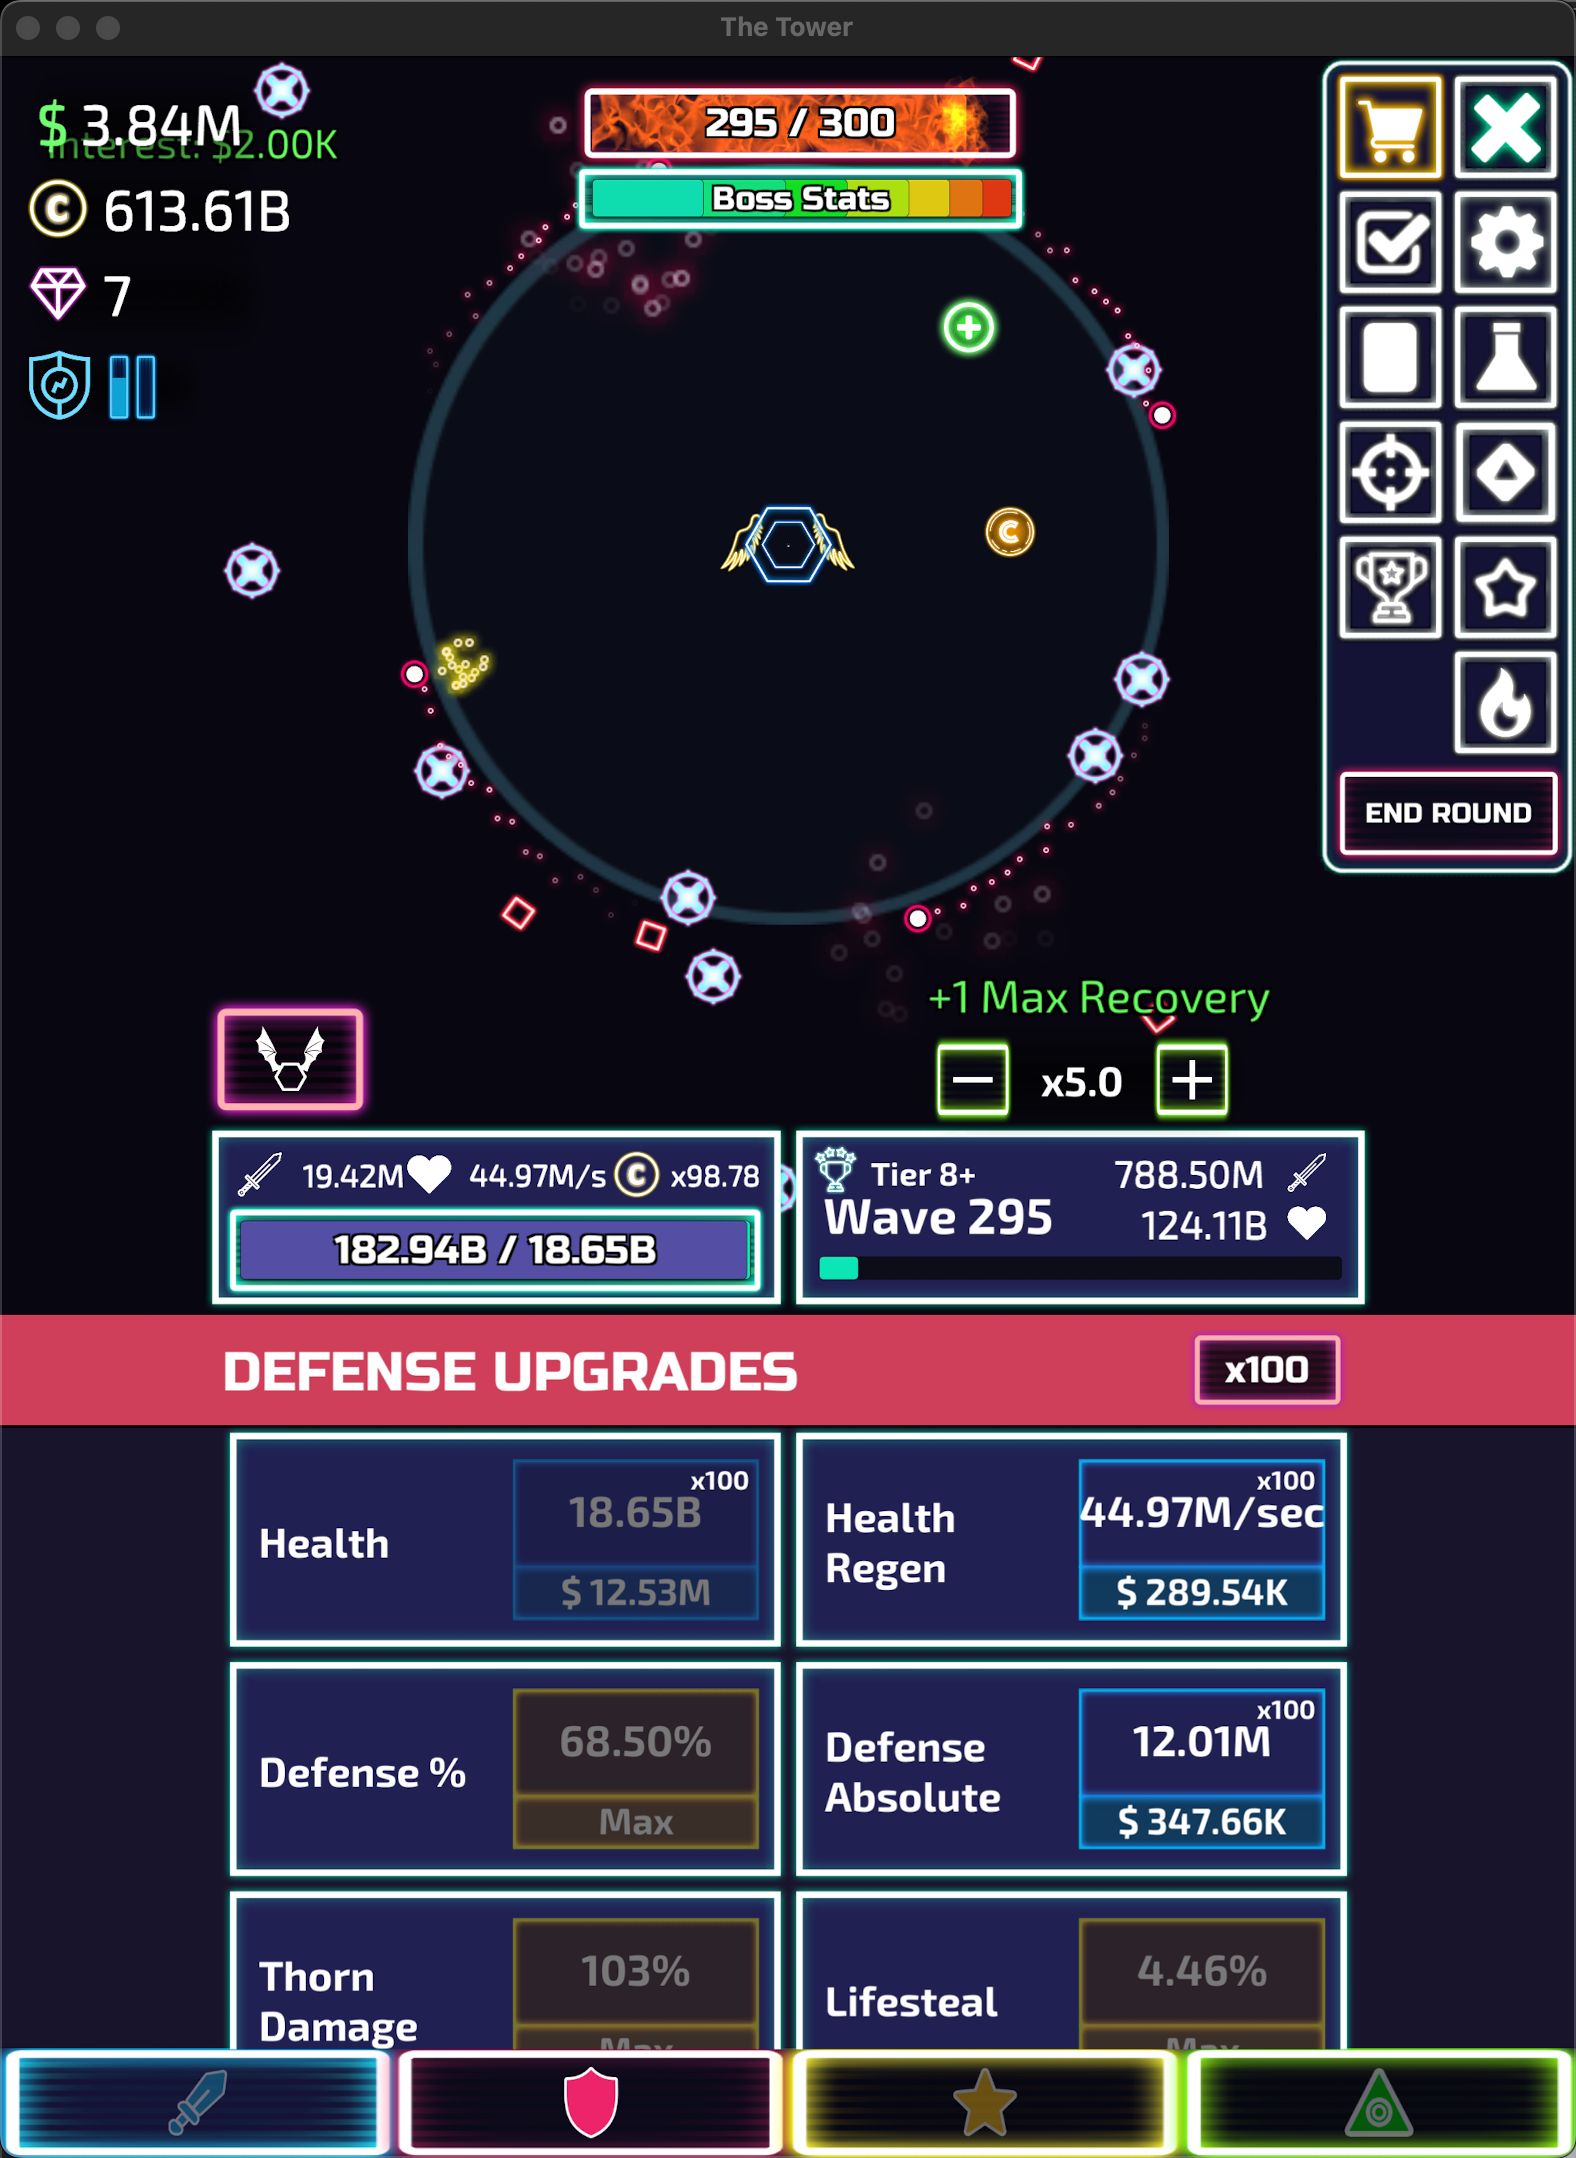 The Tower
$ 3.84M
Interest: $2.00K
613.61B
7
295 / 300
Boss Stats
END ROUND
+1 Max Recovery
x5.0
19.42M 44.97M/s x98.78
182.94B / 18.65B
Tier 8+ 788.50M
Wave 295 124.11B
DEFENSE UPGRADES x100
Health
x100
18.65B
$ 12.53M
Health Regen
x100
44.97M/sec
$ 289.54K
Defense %
68.50%
Max
Defense Absolute
x100
12.01M
$ 347.66K
Thorn Damage
103%
Max
Lifesteal
4.46%
Max